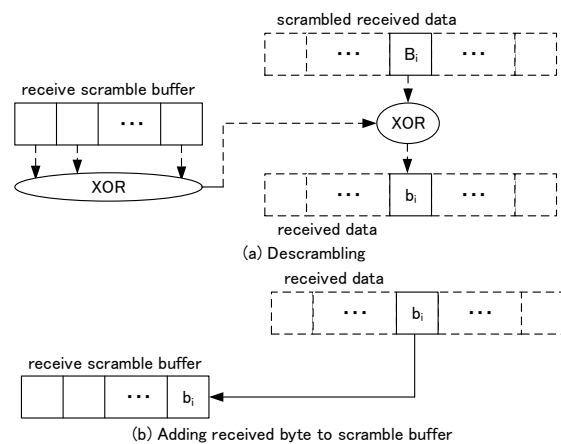 scrambled received data
··· Bᵢ ···
receive scramble buffer
···
XOR
XOR
··· bᵢ ···
received data
(a) Descrambling
received data
··· bᵢ ···
receive scramble buffer
··· bᵢ
(b) Adding received byte to scramble buffer